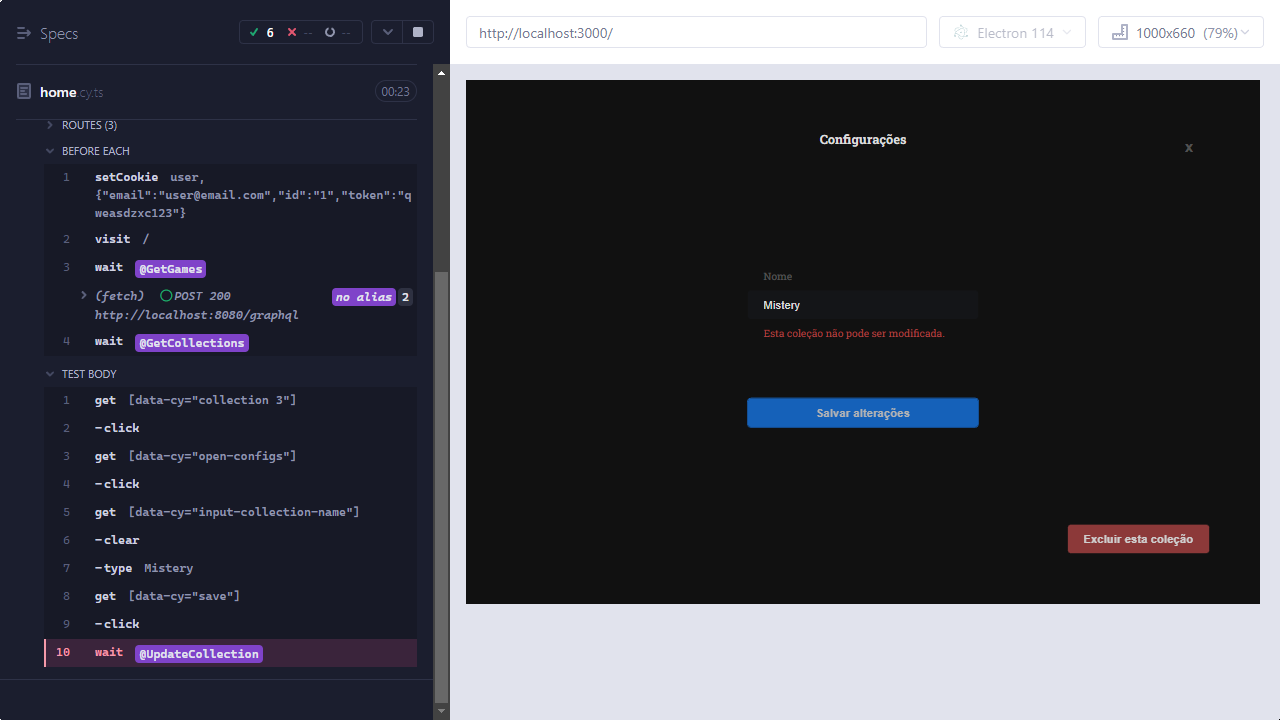 Specs
6
--
--
home.cy.ts
00:23
ROUTES (3)
BEFORE EACH
1 setCookie user,
{"email":"user@email.com","id":"1","token":"q
weasdzxc123"}
2 visit /
3 wait @GetGames
(fetch) POST 200 no alias 2
http://localhost:8080/graphql
4 wait @GetCollections
TEST BODY
1 get [data-cy="collection 3"]
2 -click
3 get [data-cy="open-configs"]
4 -click
5 get [data-cy="input-collection-name"]
6 -clear
7 -type Mistery
8 get [data-cy="save"]
9 -click
10 wait @UpdateCollection
http://localhost:3000/
Electron 114
1000x660 (79%)
Configurações
x
Nome
Mistery
Esta coleção não pode ser modificada.
Salvar alterações
Excluir esta coleção